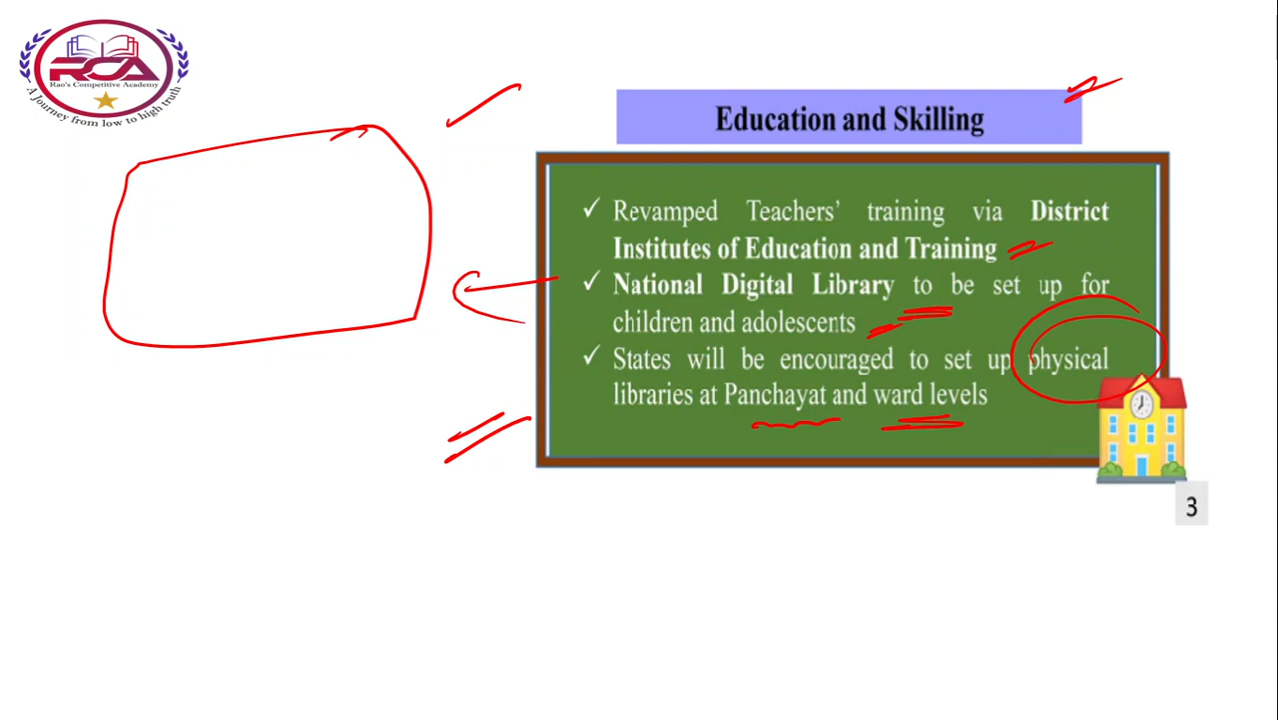 RCA
Rao's Competitive Academy
A Journey from low to high truth
Education and Skilling
✓ Revamped Teachers' training via District
Institutes of Education and Training
✓ National Digital Library to be set up for
children and adolescents
✓ States will be encouraged to set up physical
libraries at Panchayat and ward levels
3